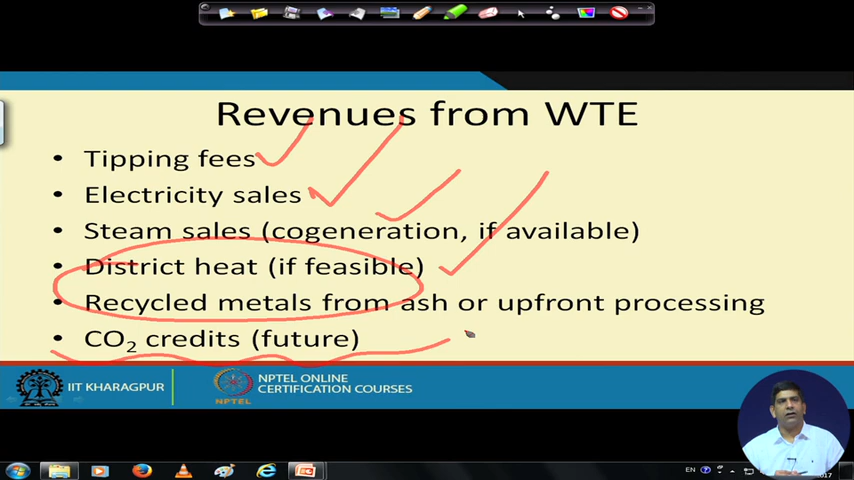 Revenues from WTE
• Tipping fees
• Electricity sales
• Steam sales (cogeneration, if available)
• District heat (if feasible)
• Recycled metals from ash or upfront processing
• CO₂ credits (future)
IIT KHARAGPUR
NPTEL
NPTEL ONLINE
CERTIFICATION COURSES
EN